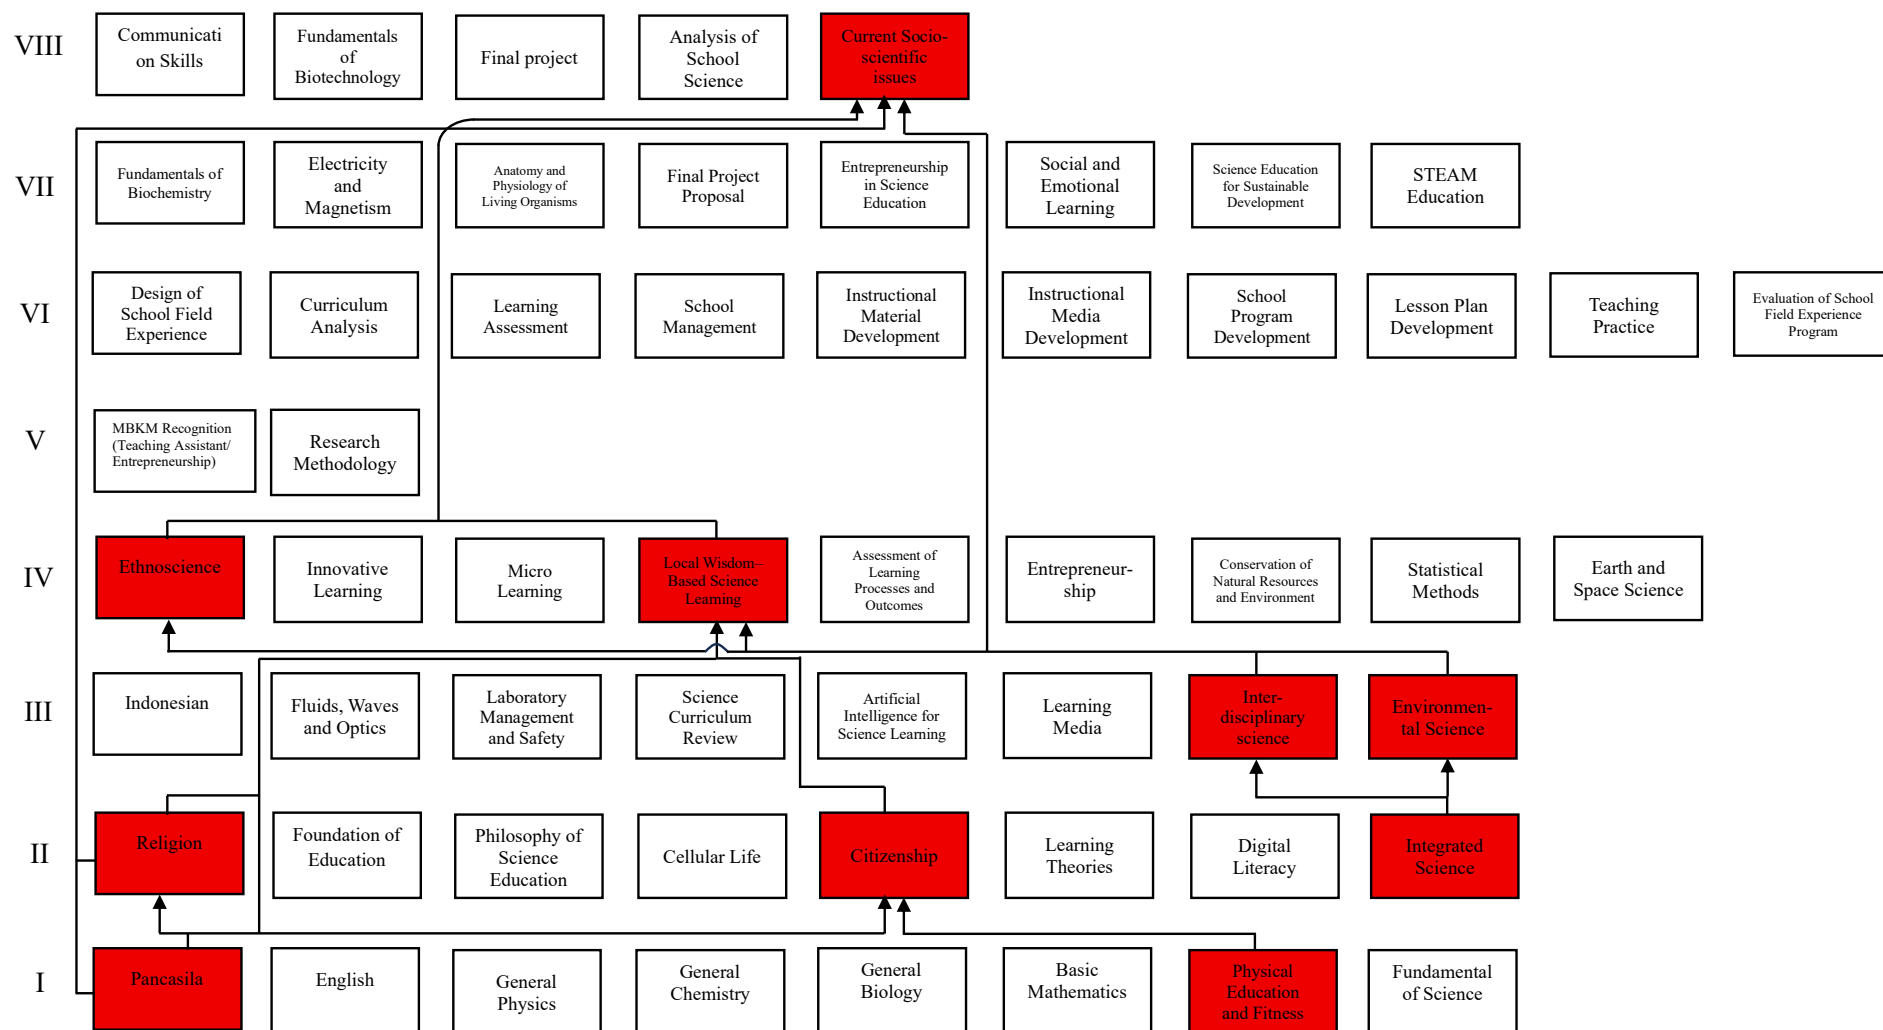 VIII
Communicati
on Skills
Fundamentals
of
Biotechnology
Final project
Analysis of
School
Science
Current Socio-
scientific
issues
VII
Fundamentals of
Biochemistry
Electricity
and
Magnetism
Anatomy and
Physiology of
Living Organisms
Final Project
Proposal
Entrepreneurship
in Science
Education
Social and
Emotional
Learning
Science Education
for Sustainable
Development
STEAM
Education
VI
Design of
School Field
Experience
Curriculum
Analysis
Learning
Assessment
School
Management
Instructional
Material
Development
Instructional
Media
Development
School
Program
Development
Lesson Plan
Development
Teaching
Practice
Evaluation of School
Field Experience
Program
V
MBKM Recognition
(Teaching Assistant/
Entrepreneurship)
Research
Methodology
IV
Ethnoscience
Innovative
Learning
Micro
Learning
Local Wisdom–
Based Science
Learning
Assessment of
Learning
Processes and
Outcomes
Entrepreneur-
ship
Conservation of
Natural Resources
and Environment
Statistical
Methods
Earth and
Space Science
III
Indonesian
Fluids, Waves
and Optics
Laboratory
Management
and Safety
Science
Curriculum
Review
Artificial
Intelligence for
Science Learning
Learning
Media
Inter-
disciplinary
science
Environmen-
tal Science
II
Religion
Foundation of
Education
Philosophy of
Science
Education
Cellular Life
Citizenship
Learning
Theories
Digital
Literacy
Integrated
Science
I
Pancasila
English
General
Physics
General
Chemistry
General
Biology
Basic
Mathematics
Physical
Education
and Fitness
Fundamental
of Science